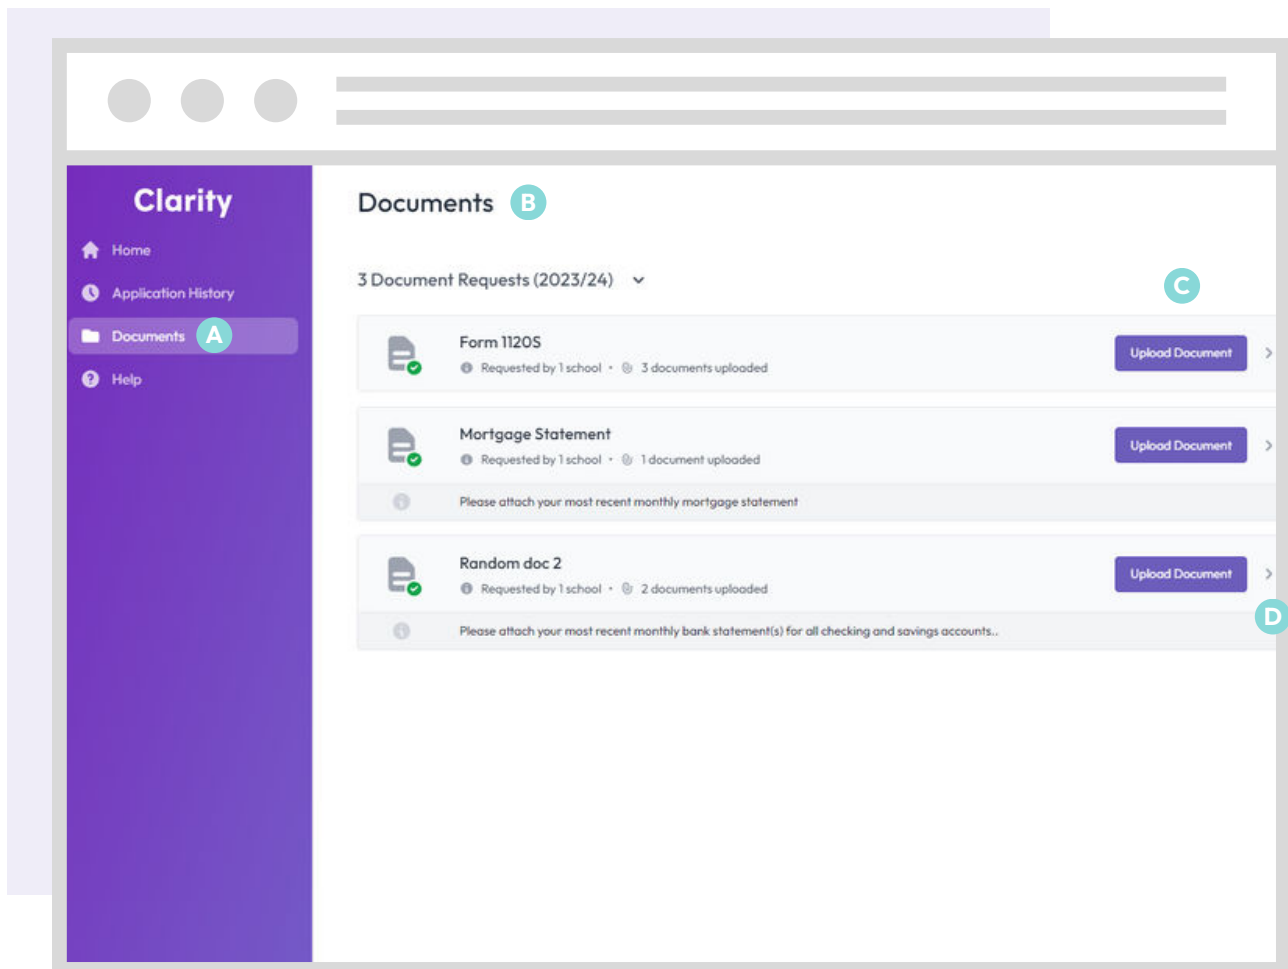 Clarity
Home
Application History
Documents A
Help
Documents B
3 Document Requests (2023/24)
C
Form 1120S
Requested by 1 school • 3 documents uploaded
Upload Document
Mortgage Statement
Requested by 1 school • 1 document uploaded
Upload Document
Please attach your most recent monthly mortgage statement
Random doc 2
Requested by 1 school • 2 documents uploaded
Upload Document
D
Please attach your most recent monthly bank statement(s) for all checking and savings accounts..